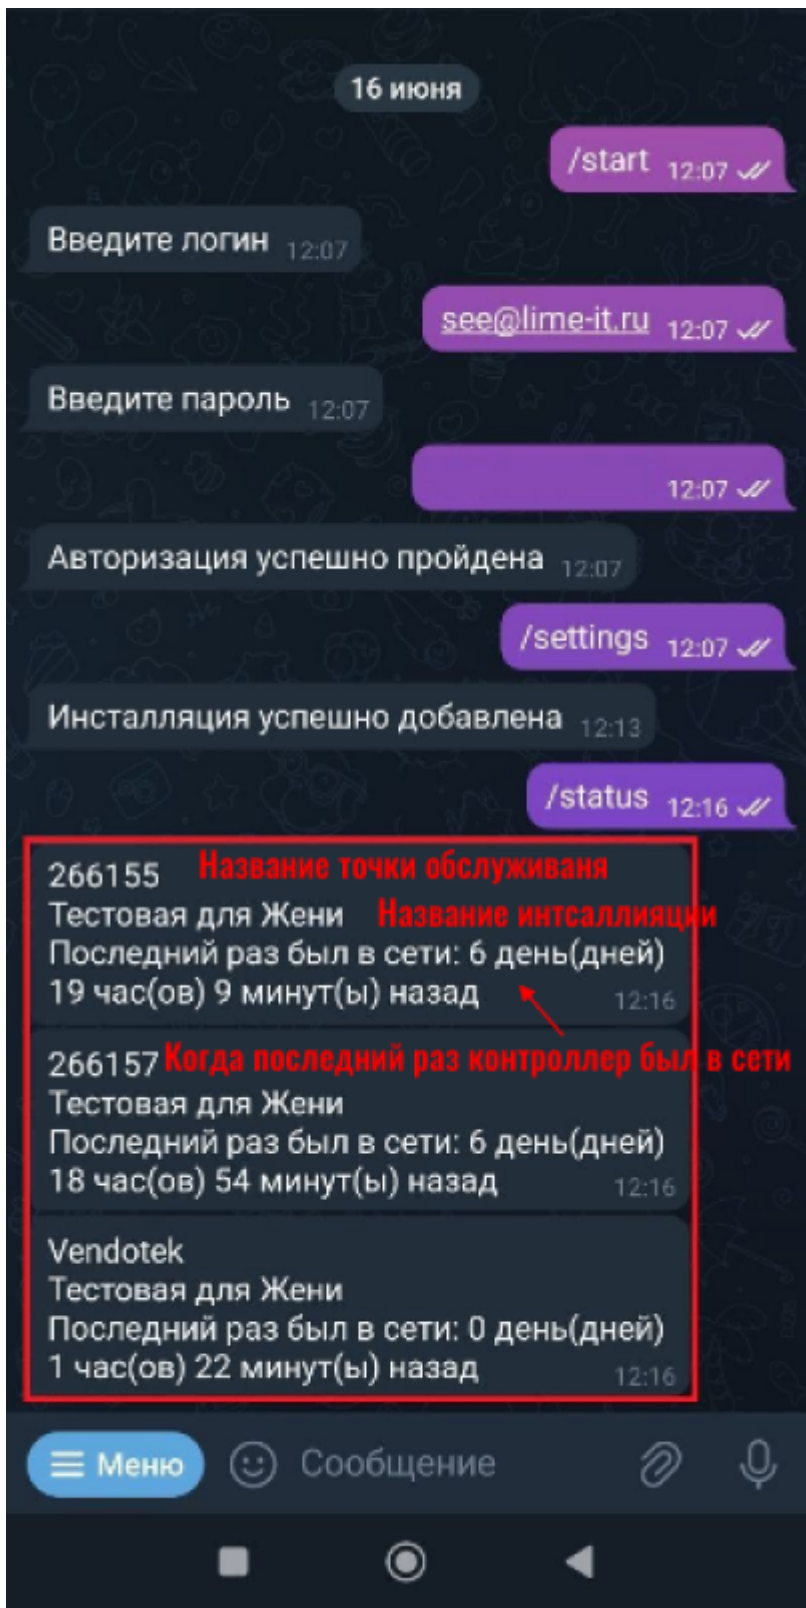 16 июня
/start 12:07
Введите логин 12:07
see@lime-it.ru 12:07
Введите пароль 12:07
12:07
Авторизация успешно пройдена 12:07
/settings 12:07
Инсталляция успешно добавлена 12:13
/status 12:16
266155 Название точки обслуживаня
Тестовая для Жени Название интсаллияции
Последний раз был в сети: 6 день(дней)
19 час(ов) 9 минут(ы) назад 12:16
266157 Когда последний раз контроллер был в сети
Тестовая для Жени
Последний раз был в сети: 6 день(дней)
18 час(ов) 54 минут(ы) назад 12:16
Vendotek
Тестовая для Жени
Последний раз был в сети: 0 день(дней)
1 час(ов) 22 минут(ы) назад 12:16
Меню Сообщение